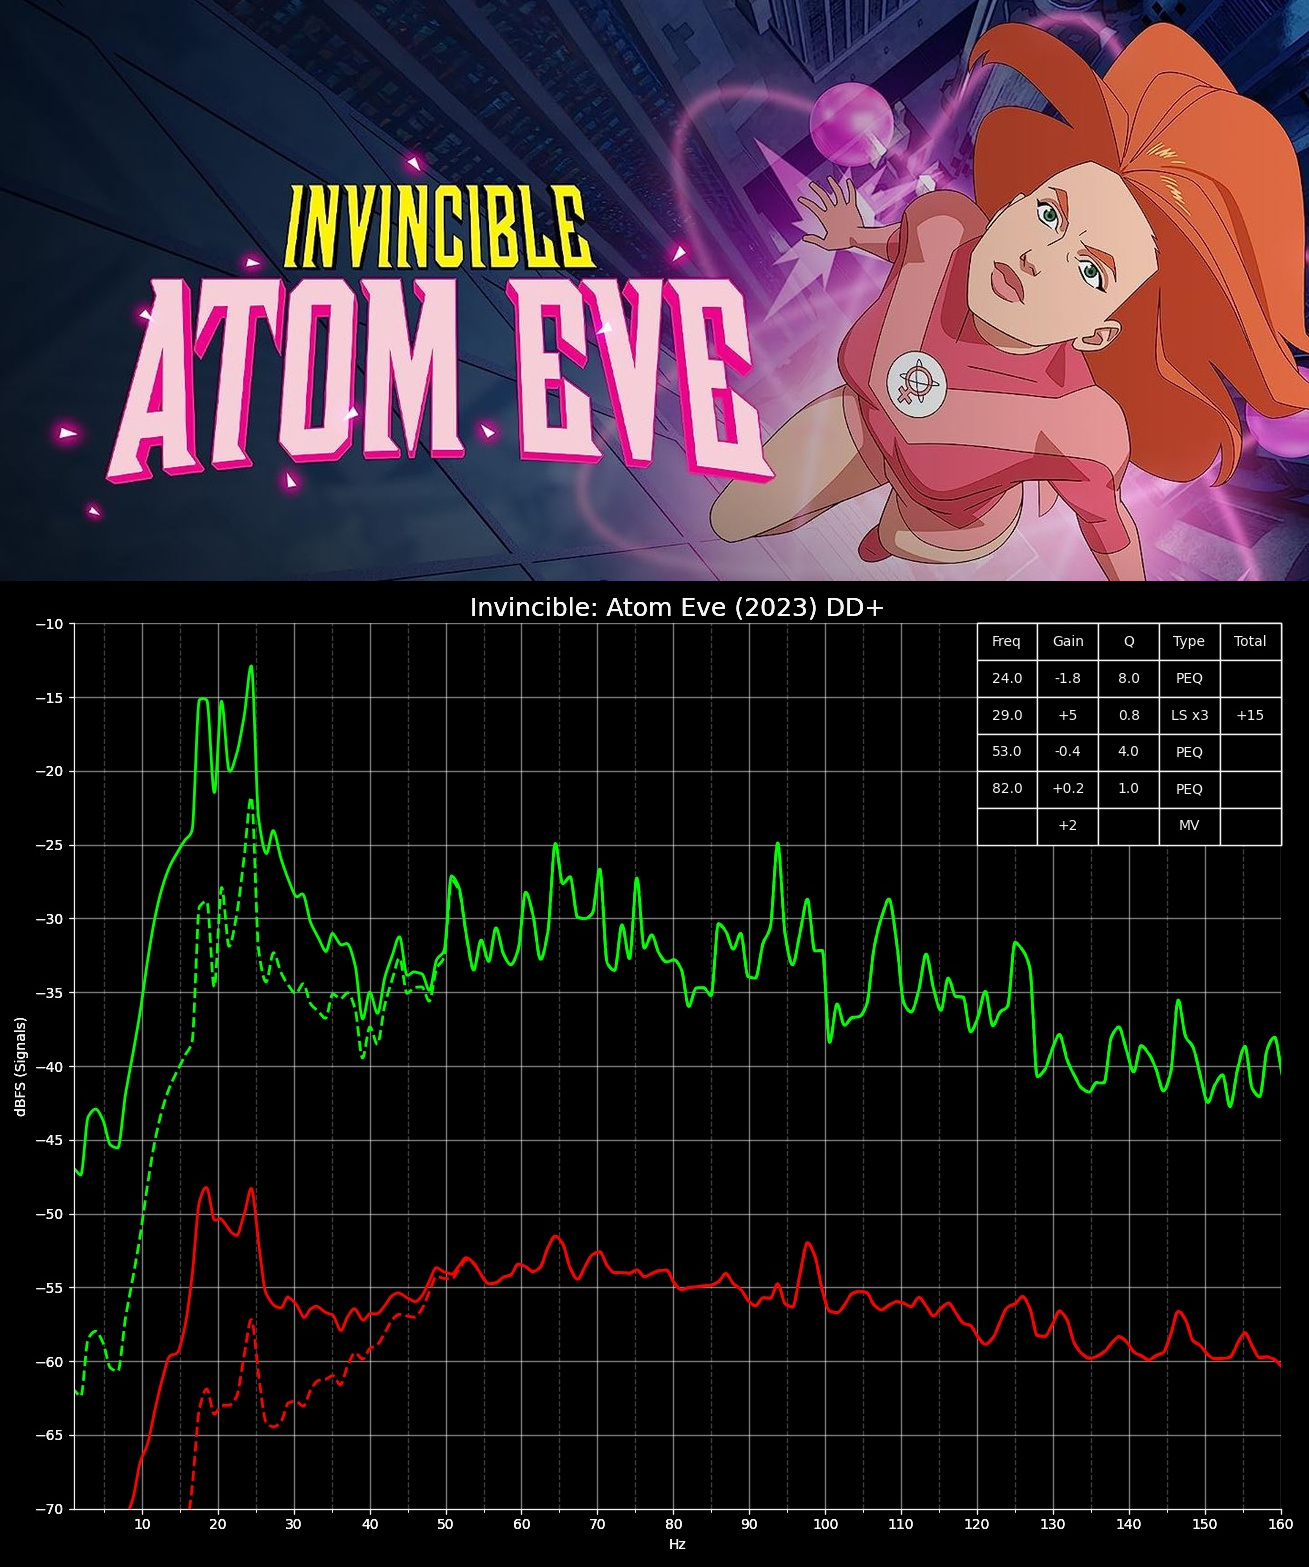 INVINCIBLE
ATOM EVE
Invincible: Atom Eve (2023) DD+
Freq Gain Q Type Total
24.0 -1.8 8.0 PEQ
29.0 +5 0.8 LS x3 +15
53.0 -0.4 4.0 PEQ
82.0 +0.2 1.0 PEQ
+2 MV
−10
−15
−20
−25
−30
−35
−40
−45
−50
−55
−60
−65
−70
dBFS (Signals)
10 20 30 40 50 60 70 80 90 100 110 120 130 140 150 160
Hz